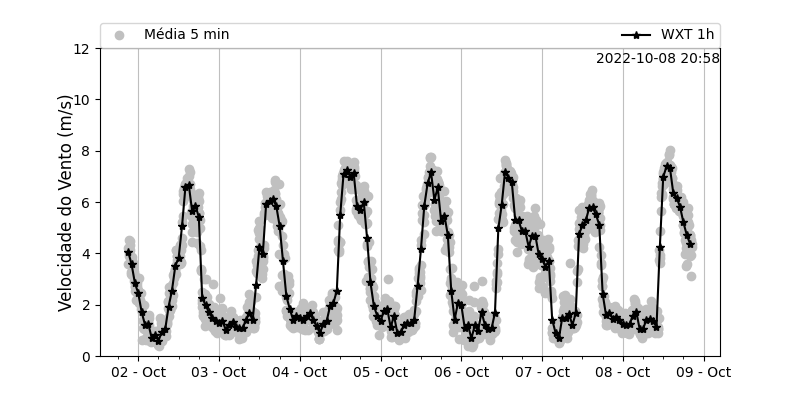 Média 5 min
WXT 1h
2022-10-08 20:58
Velocidade do Vento (m/s)
12
10
8
6
4
2
0
02 - Oct
03 - Oct
04 - Oct
05 - Oct
06 - Oct
07 - Oct
08 - Oct
09 - Oct